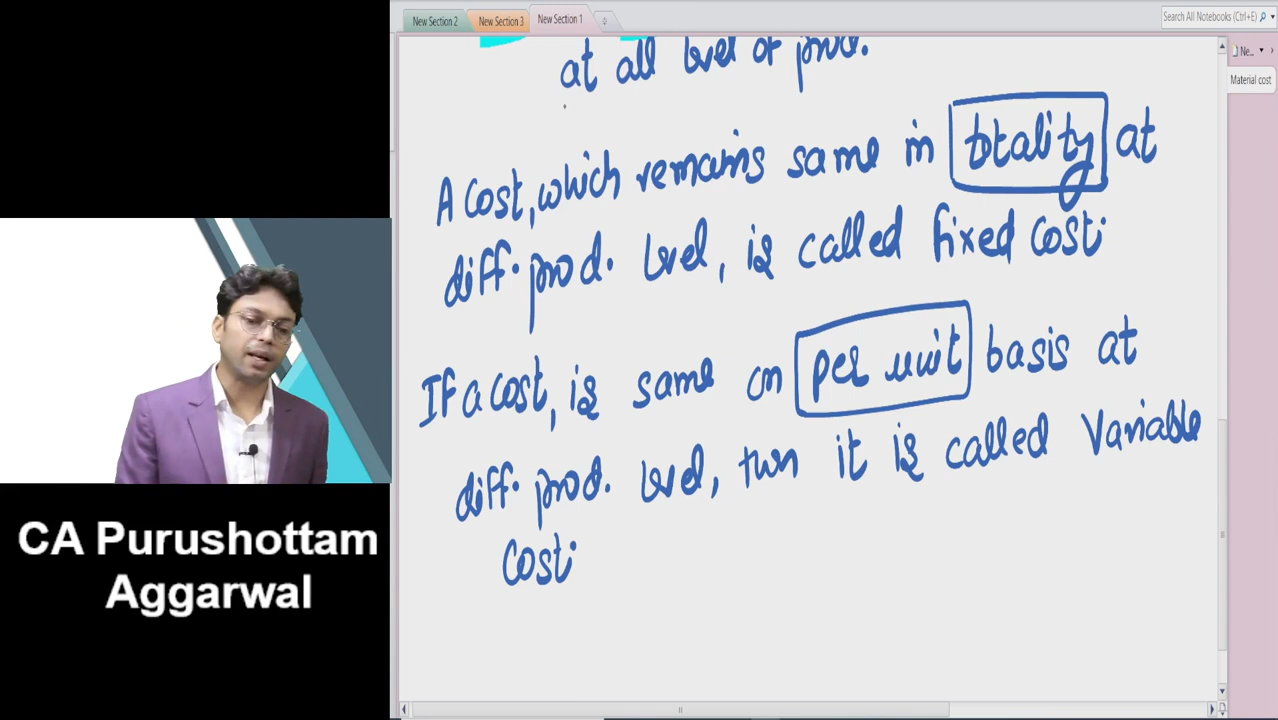 New Section 2 New Section 3 New Section 1
Search All Notebooks (Ctrl+E)
Ne...
Material cost
at all level of prod.
A cost, which remains same in totality at
diff. prod. level, is called fixed cost.
If a cost, is same on per unit basis at
diff. prod. level, then it is called Variable
Cost.
CA Purushottam
Aggarwal